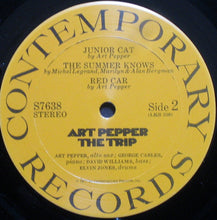 CONTEMPORARY
JUNIOR CAT
by Art Pepper
THE SUMMER KNOWS
by Michel Legrand, Marilyn & Alan Bergman
RED CAR
by Art Pepper
S7638
STEREO
Side 2
ART PEPPER
THE TRIP
ART PEPPER, alto sax; GEORGE CABLES,
piano; DAVID WILLIAMS, bass;
ELVIN JONES, drums
RECORDS